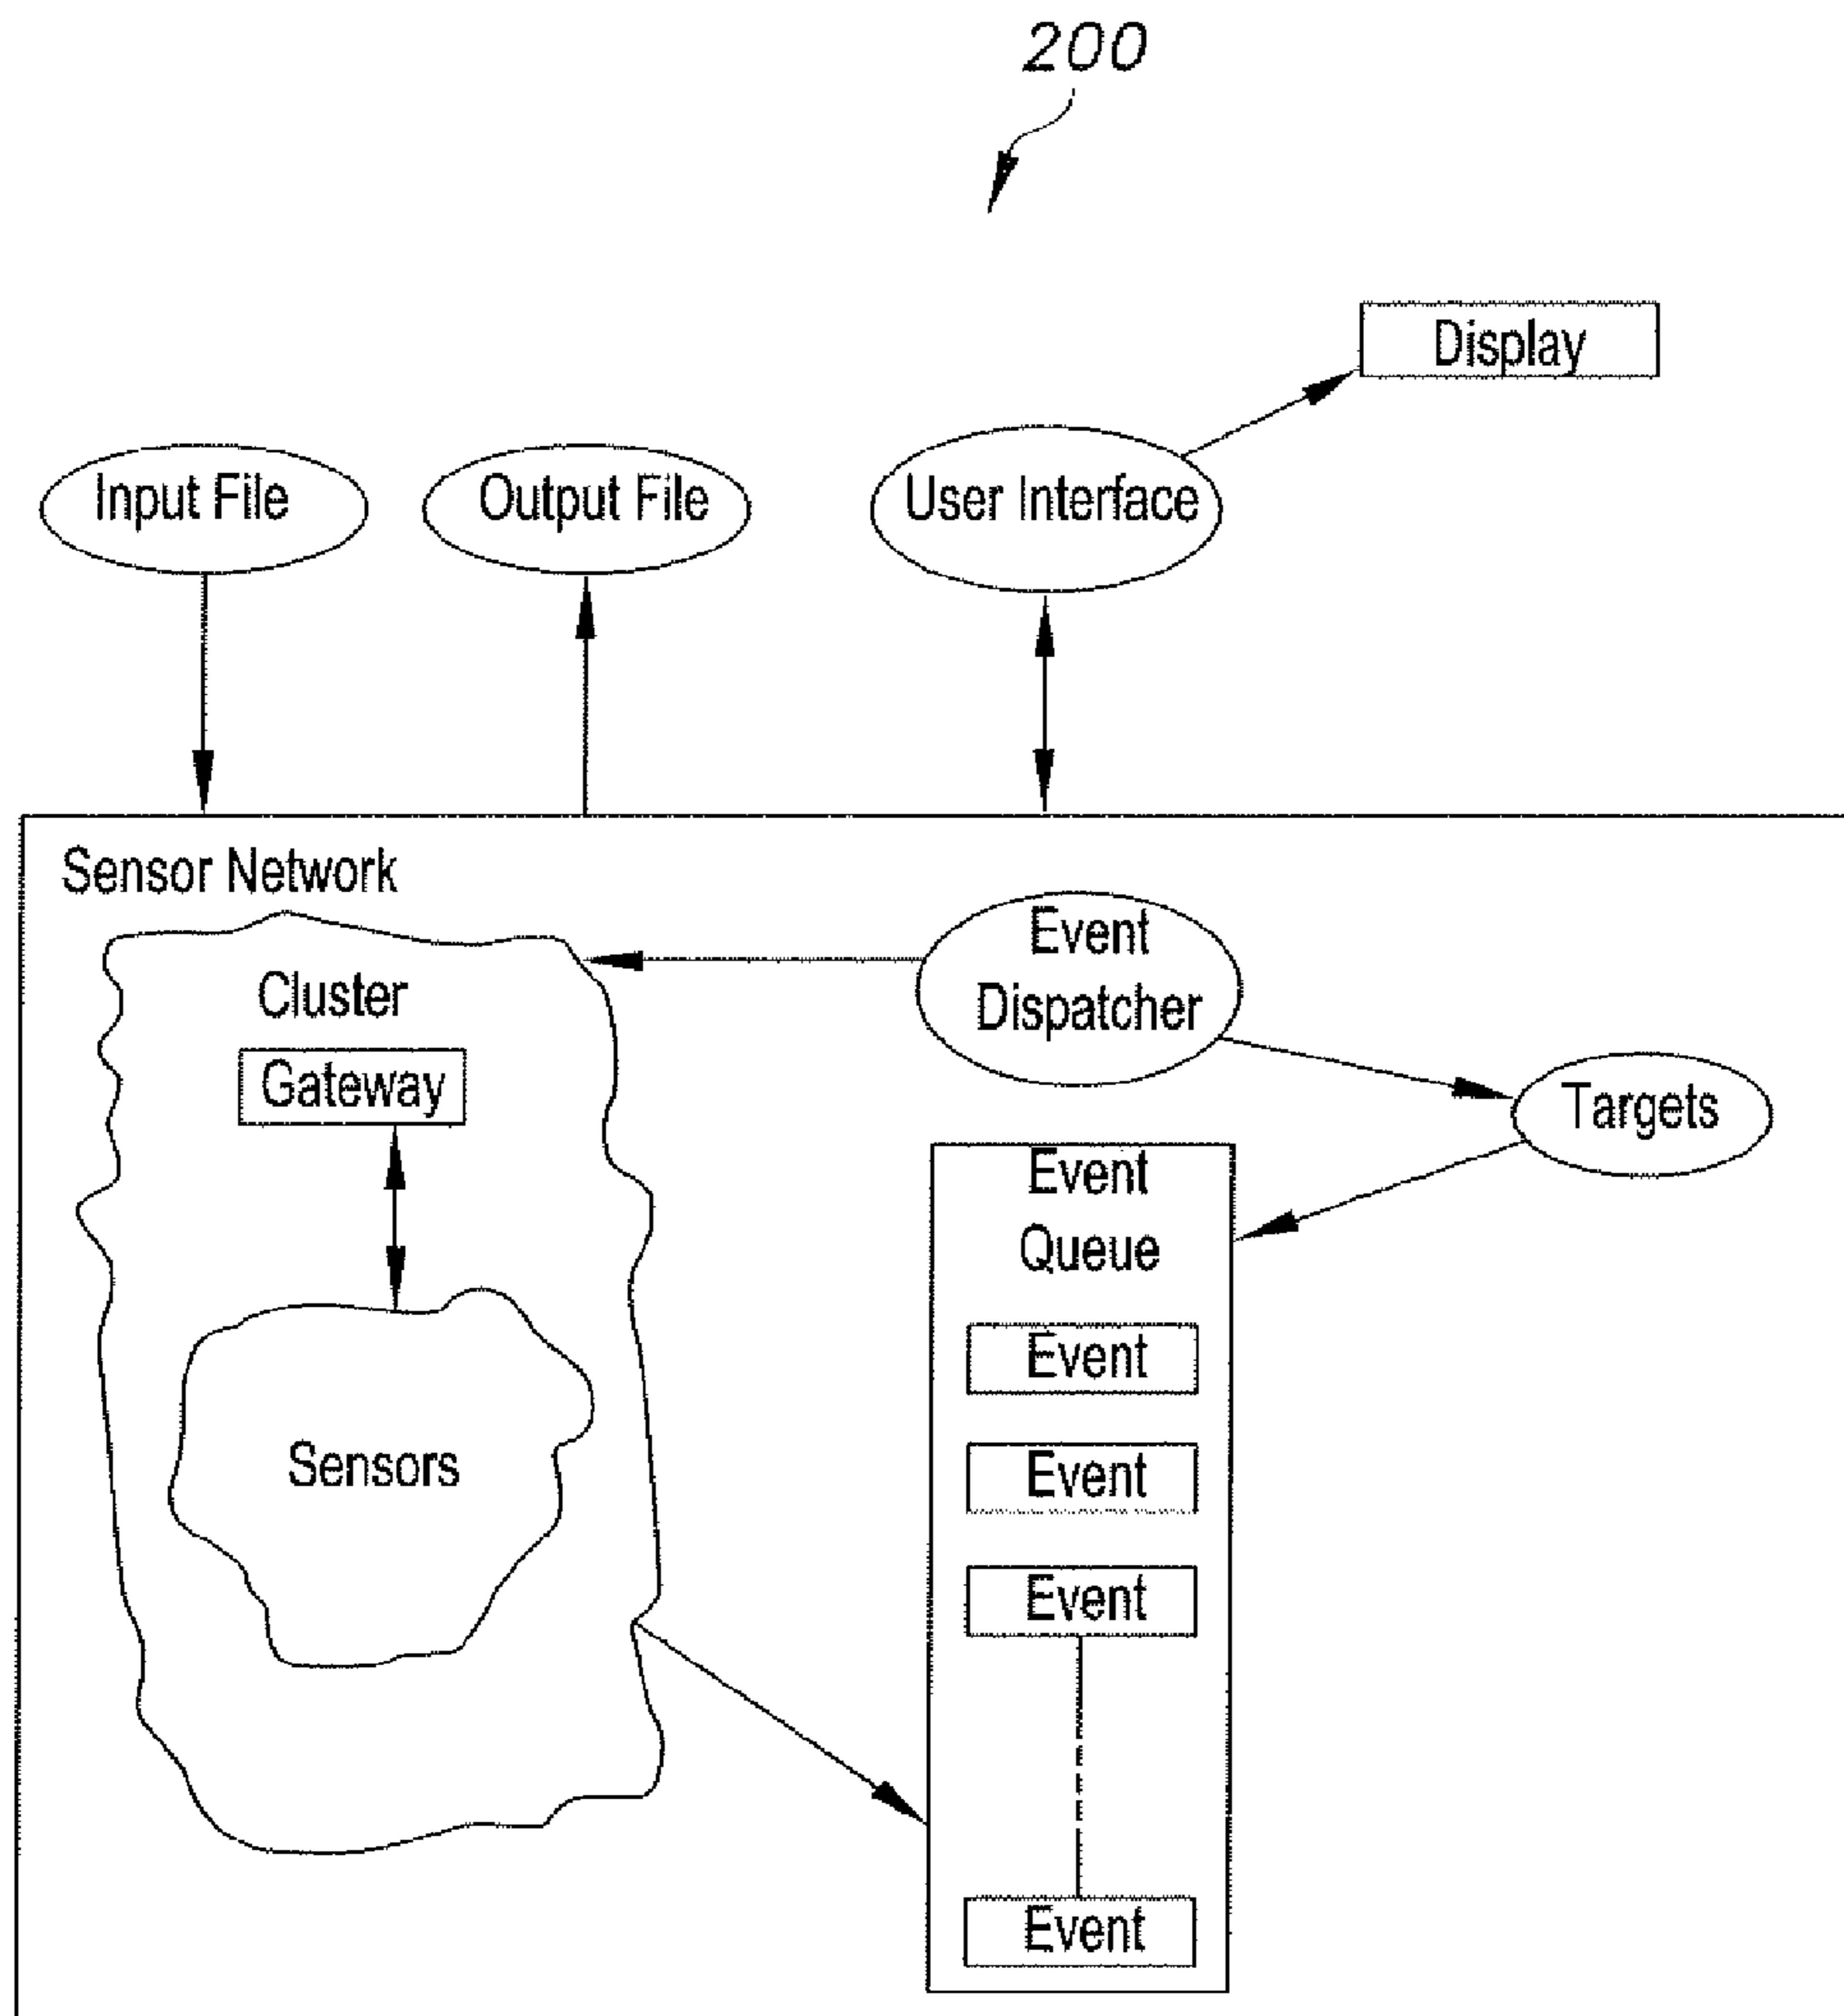 200
Display
Input File
Output File
User Interface
Sensor Network
Event
Dispatcher
Cluster
Gateway
Targets
Event
Queue
Event
Event
Sensors
Event
Event